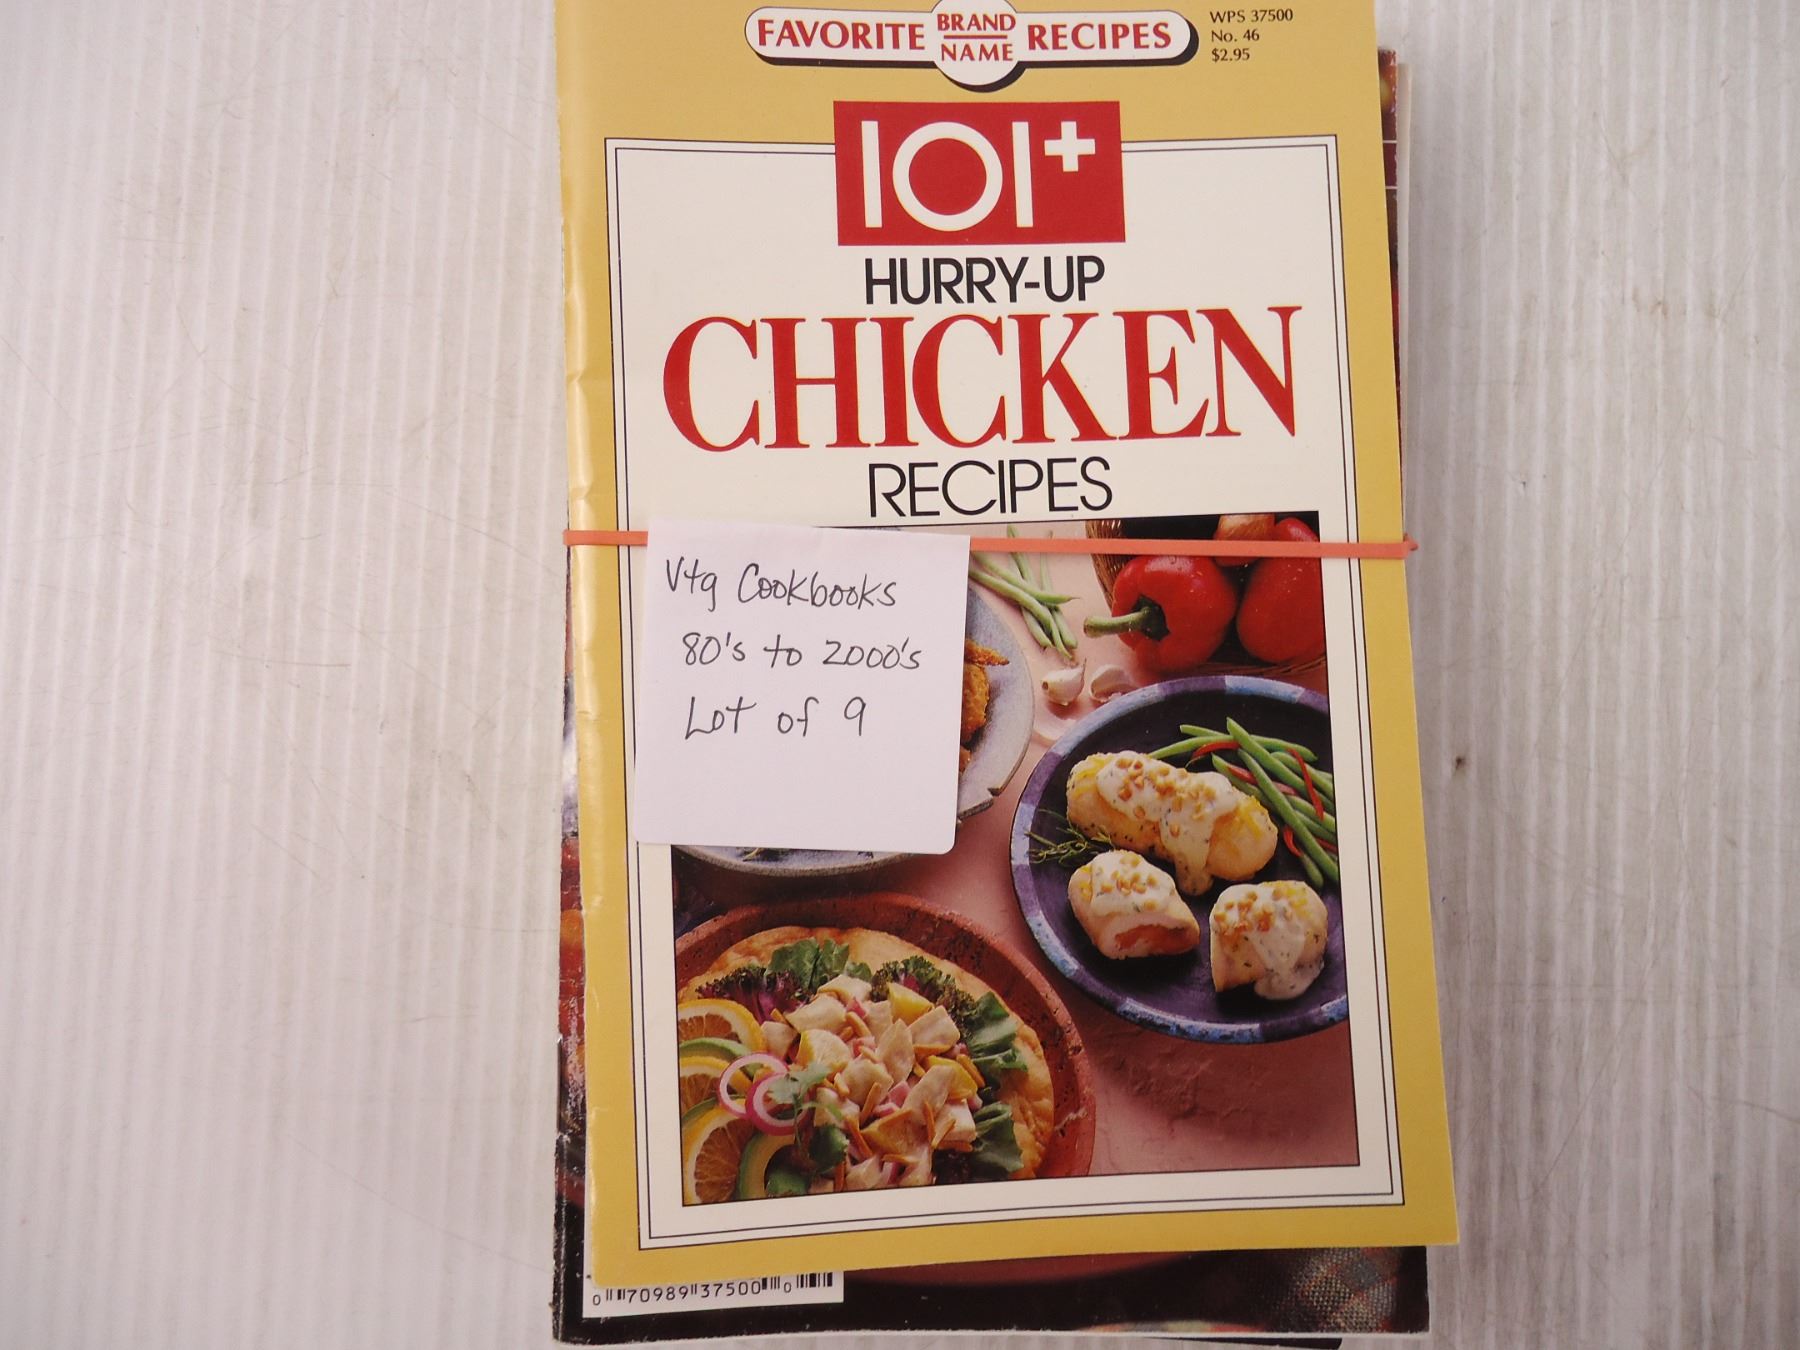 FAVORITE BRAND NAME RECIPES
WPS 37500
No. 46
$2.95
101+
HURRY-UP
CHICKEN
RECIPES
Vtg Cookbooks
80's to 2000's
Lot of 9
0 70989 37500 0